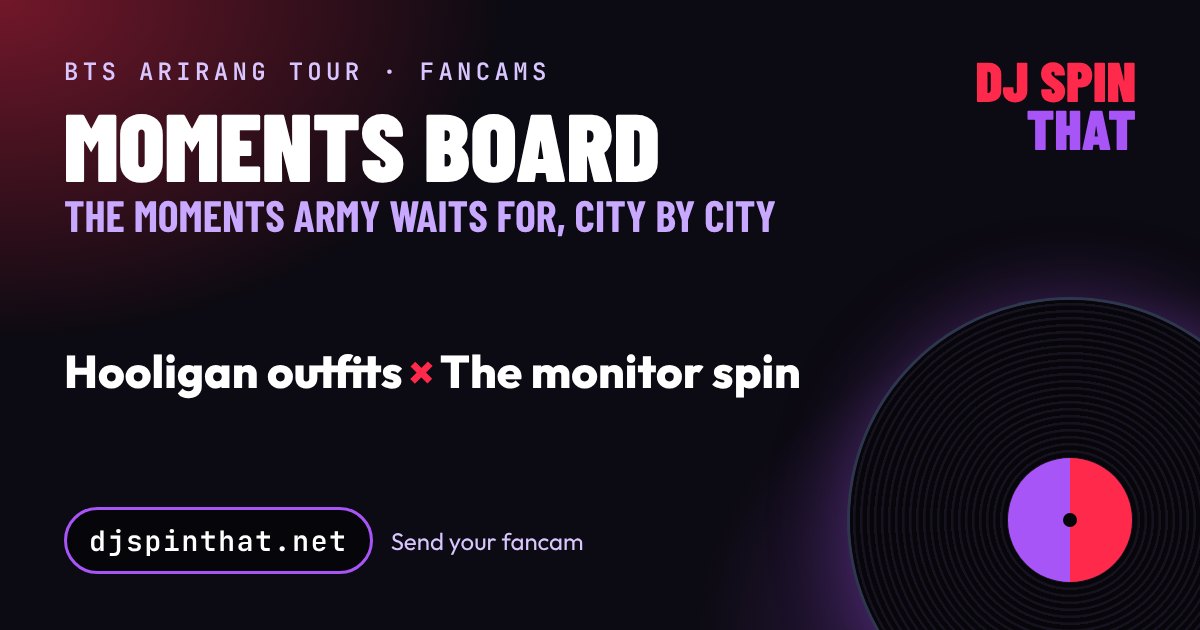 BTS ARIRANG TOUR · FANCAMS
MOMENTS BOARD
THE MOMENTS ARMY WAITS FOR, CITY BY CITY
DJ SPIN
THAT
Hooligan outfits × The monitor spin
djspinthat.net
Send your fancam